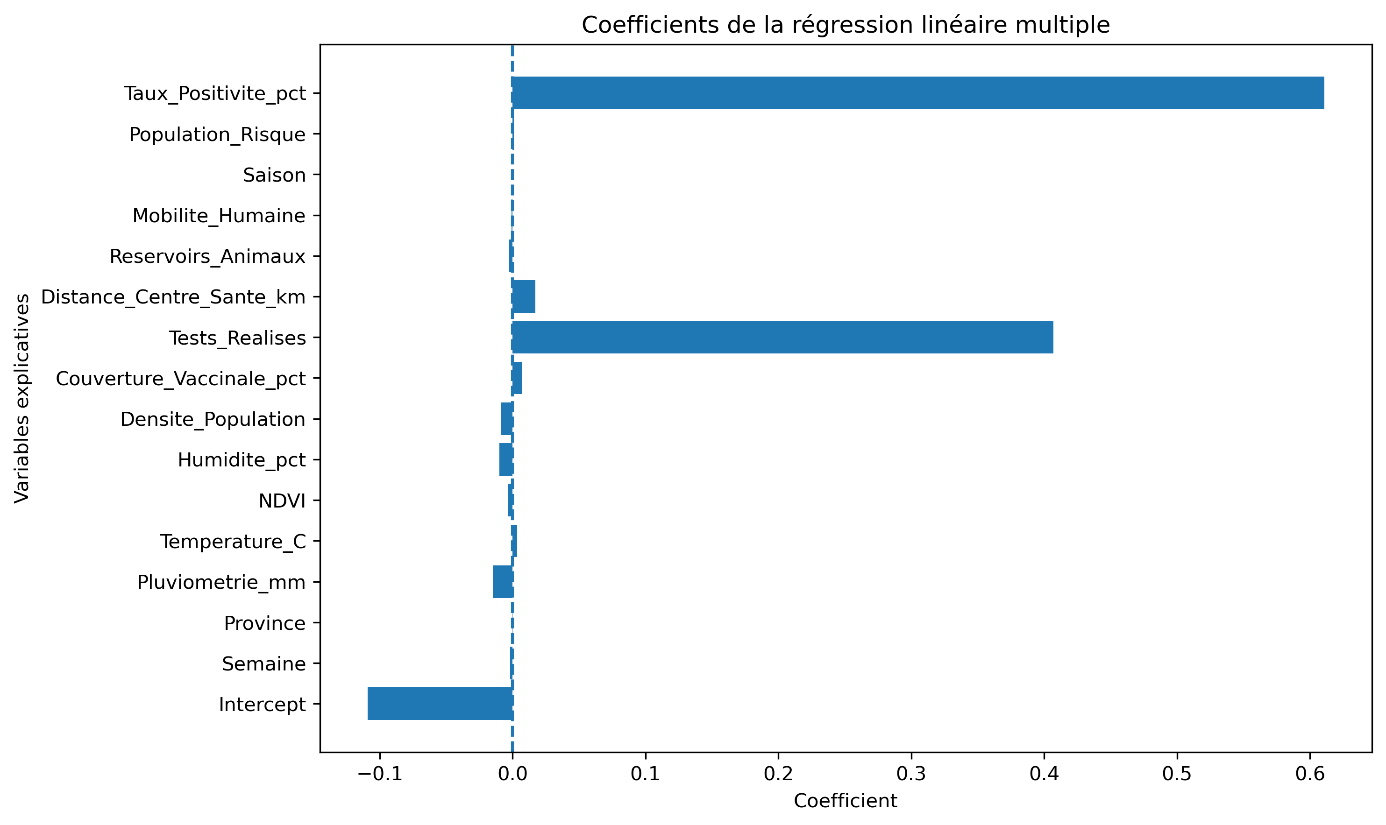 Coefficients de la régression linéaire multiple
Variables explicatives
Taux_Positivite_pct
Population_Risque
Saison
Mobilite_Humaine
Reservoirs_Animaux
Distance_Centre_Sante_km
Tests_Realises
Couverture_Vaccinale_pct
Densite_Population
Humidite_pct
NDVI
Temperature_C
Pluviometrie_mm
Province
Semaine
Intercept
−0.1 0.0 0.1 0.2 0.3 0.4 0.5 0.6
Coefficient